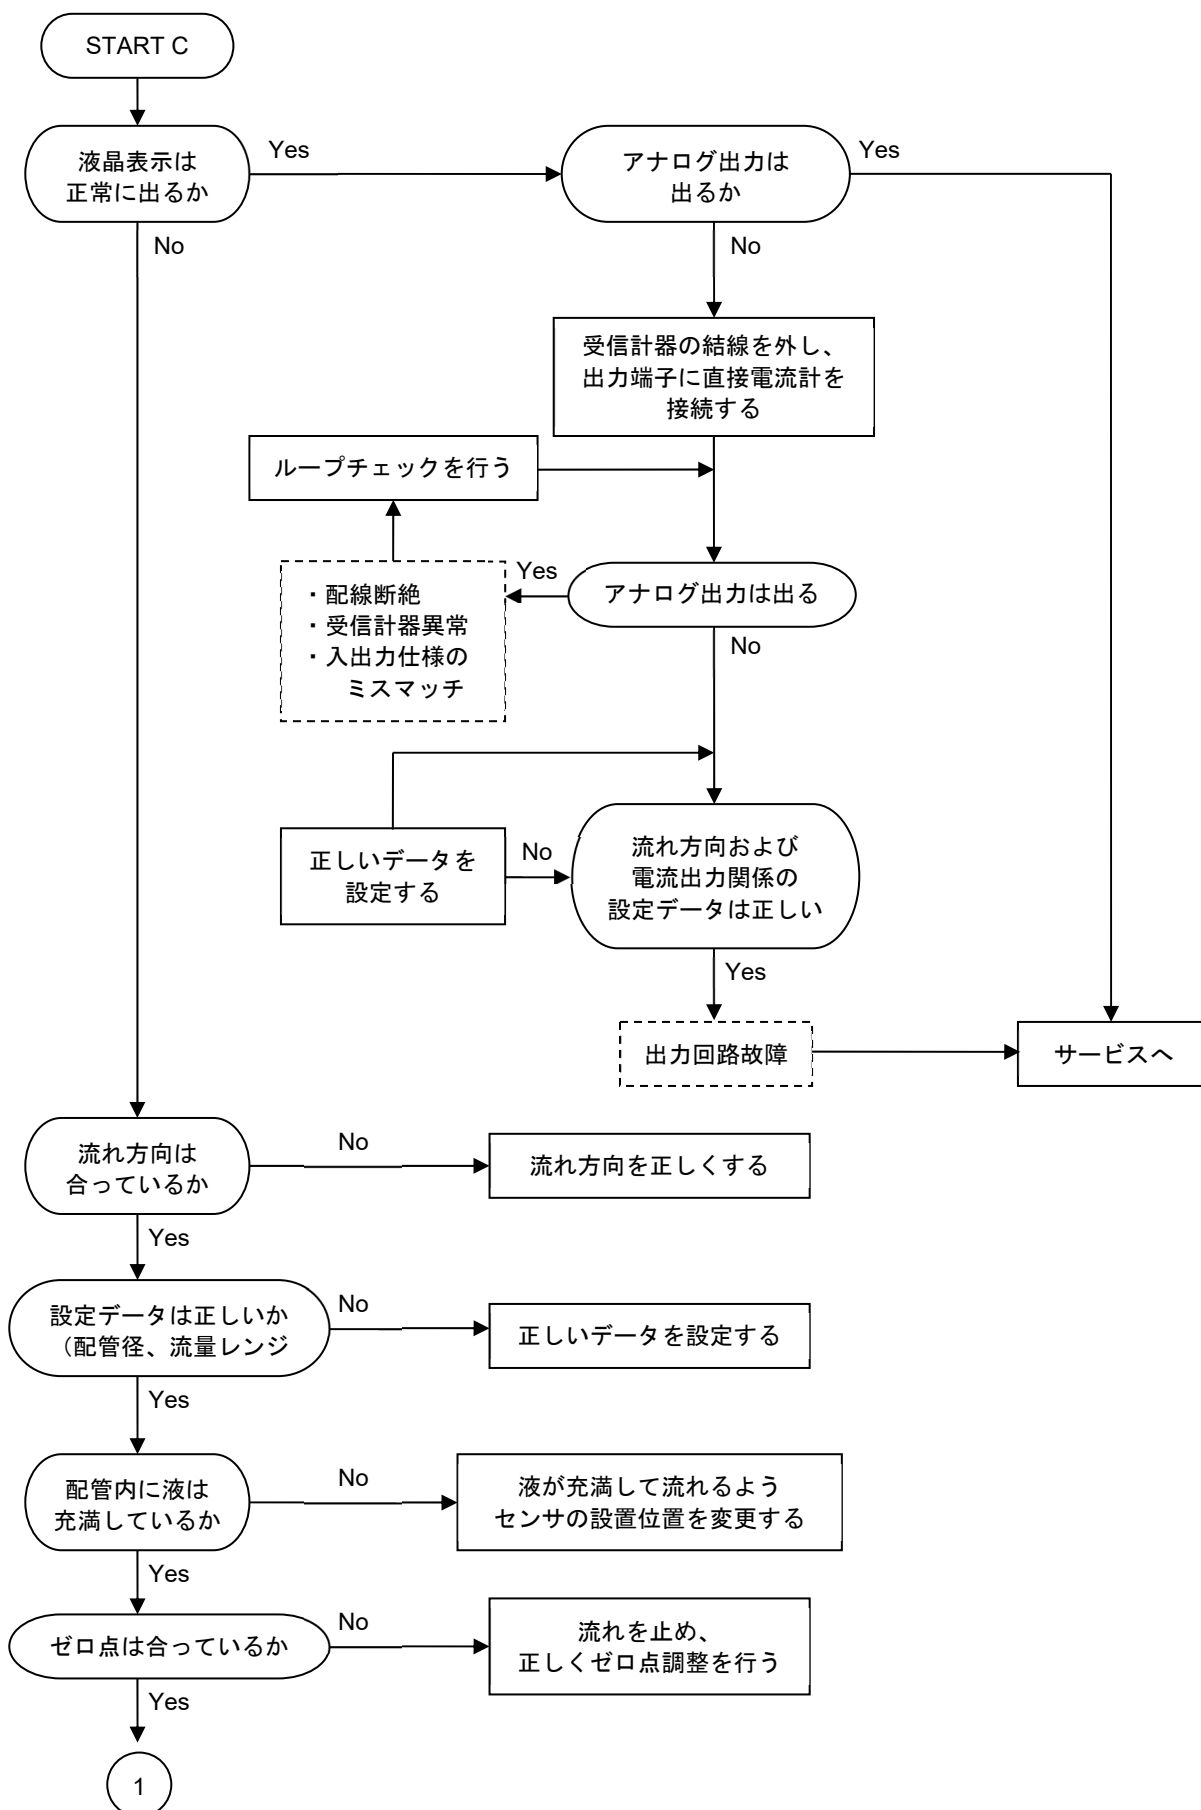 START C
液晶表示は
正常に出るか
Yes
アナログ出力は
出るか
Yes
No
No
受信計器の結線を外し、
出力端子に直接電流計を
接続する
ループチェックを行う
・配線断絶
・受信計器異常
・入出力仕様の
ミスマッチ
Yes
アナログ出力は出る
No
正しいデータを
設定する
No
流れ方向および
電流出力関係の
設定データは正しい
Yes
出力回路故障
サービスへ
流れ方向は
合っているか
No
流れ方向を正しくする
Yes
設定データは正しいか
（配管径、流量レンジ
No
正しいデータを設定する
Yes
配管内に液は
充満しているか
No
液が充満して流れるよう
センサの設置位置を変更する
Yes
ゼロ点は合っているか
No
流れを止め、
正しくゼロ点調整を行う
Yes
1